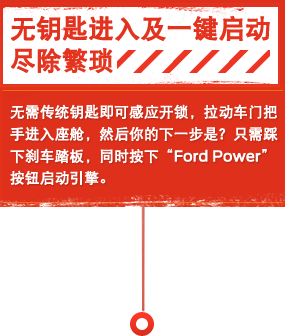 无钥匙进入及一键启动
尽除繁琐
无需传统钥匙即可感应开锁，拉动车门把
手进入座舱，然后你的下一步是？只需踩
下刹车踏板，同时按下“Ford Power”
按钮启动引擎。